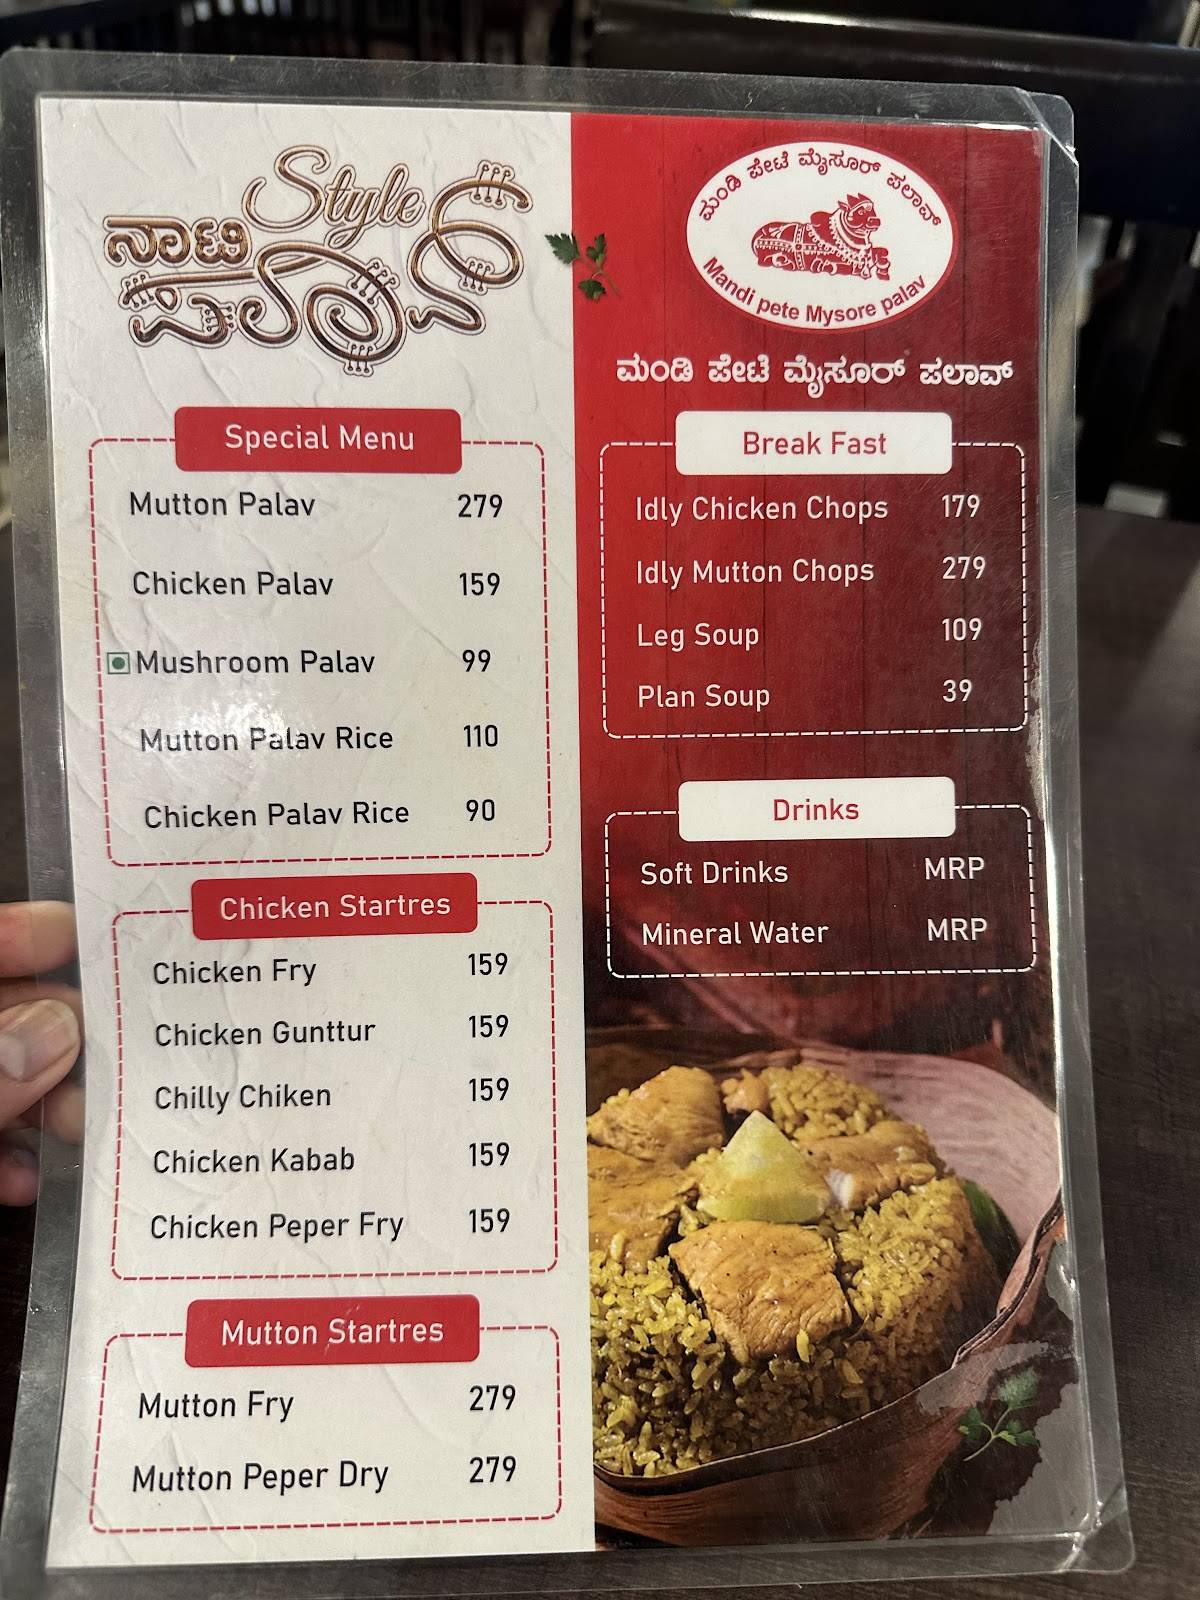 Style
ನಾಟಿ
ಪಲಾವ್
Special Menu
Mutton Palav 279
Chicken Palav 159
Mushroom Palav 99
Mutton Palav Rice 110
Chicken Palav Rice 90
Chicken Startres
Chicken Fry 159
Chicken Gunttur 159
Chilly Chiken 159
Chicken Kabab 159
Chicken Peper Fry 159
Mutton Startres
Mutton Fry 279
Mutton Peper Dry 279
ಮಂಡಿ ಪೇಟೆ ಮೈಸೂರ್ ಪಲಾವ್
Mandi pete Mysore palav
ಮಂಡಿ ಪೇಟೆ ಮೈಸೂರ್ ಪಲಾವ್
Break Fast
Idly Chicken Chops 179
Idly Mutton Chops 279
Leg Soup 109
Plan Soup 39
Drinks
Soft Drinks MRP
Mineral Water MRP